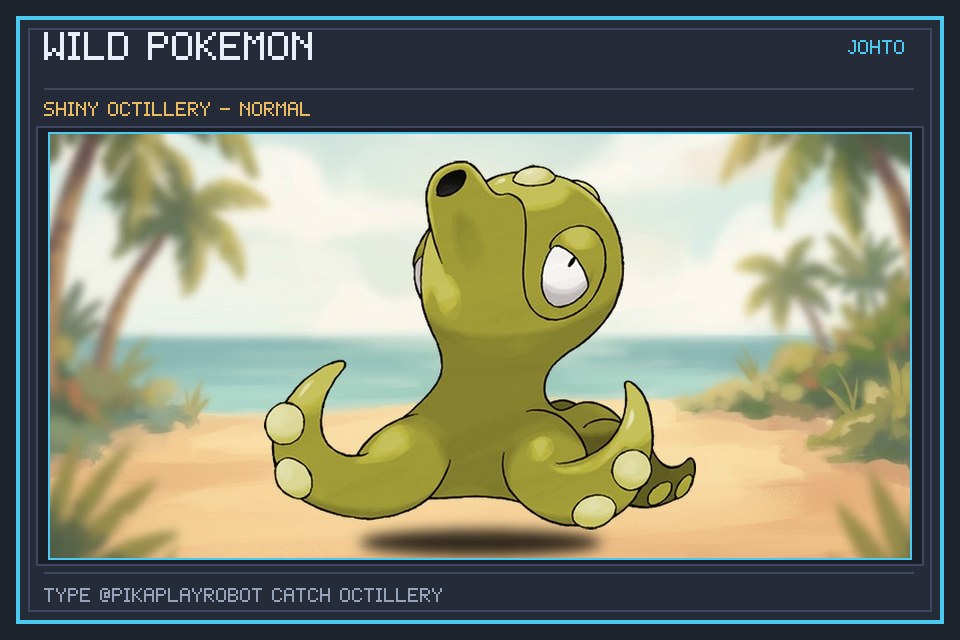 WILD POKEMON
JOHTO
SHINY OCTILLERY - NORMAL
TYPE @PIKAPLAYROBOT CATCH OCTILLERY